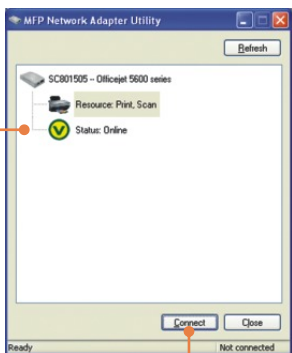 MFP Network Adapter Utility
Refresh
SC801505 – Officejet 5600 series
Resource: Print, Scan
Status: Online
Connect
Close
Ready
Not connected